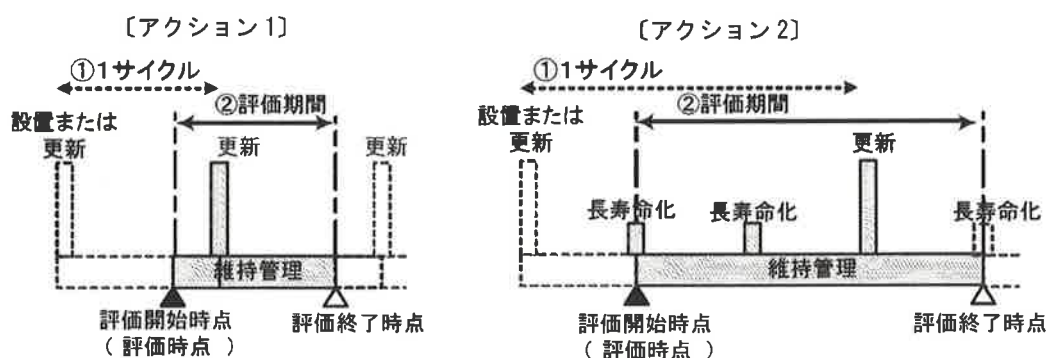 〔アクション1〕
①1サイクル
②評価期間
設置または
更新
更新
更新
維持管理
評価開始時点
（ 評価時点 ）
評価終了時点
〔アクション2〕
①1サイクル
②評価期間
設置または
更新
更新
長寿命化
長寿命化
長寿命化
維持管理
評価開始時点
（ 評価時点 ）
評価終了時点